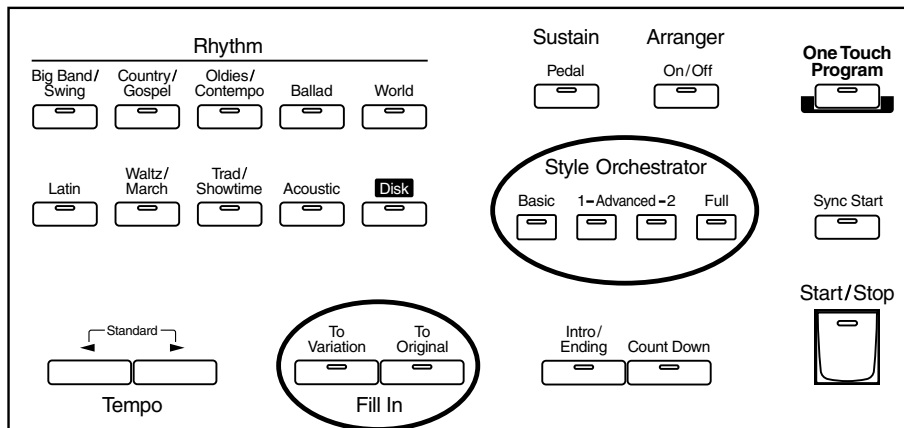 Rhythm
Big Band/
Swing
Country/
Gospel
Oldies/
Contempo
Ballad
World
Sustain
Pedal
Arranger
On/Off
One Touch
Program
Latin
Waltz/
March
Trad/
Showtime
Acoustic
Disk
Style Orchestrator
Basic
1-Advanced-2
Full
Sync Start
Standard
Tempo
To
Variation
To
Original
Fill In
Intro/
Ending
Count Down
Start/Stop